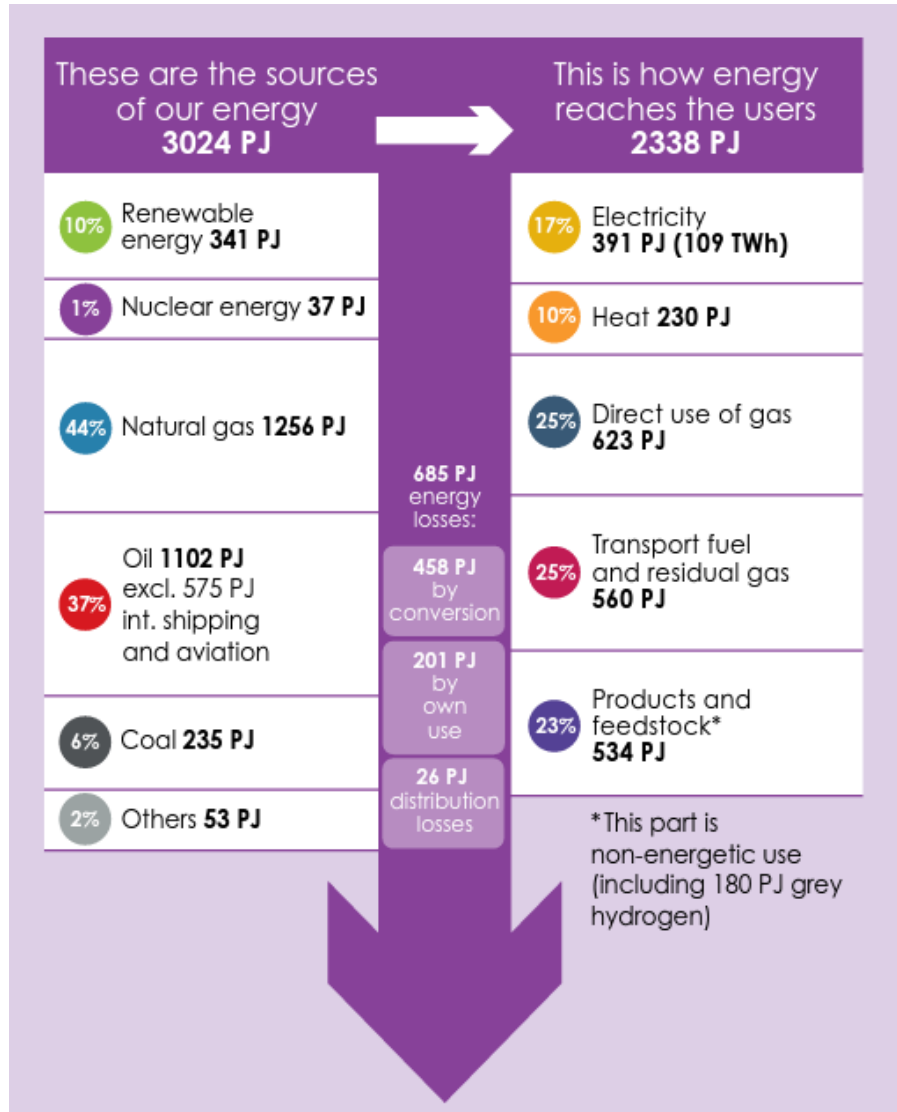 These are the sources
of our energy
3024 PJ
This is how energy
reaches the users
2338 PJ
10%
Renewable
energy 341 PJ
1%
Nuclear energy 37 PJ
44%
Natural gas 1256 PJ
37%
Oil 1102 PJ
excl. 575 PJ
int. shipping
and aviation
6%
Coal 235 PJ
2%
Others 53 PJ
685 PJ
energy
losses:
458 PJ
by
conversion
201 PJ
by
own
use
26 PJ
distribution
losses
17%
Electricity
391 PJ (109 TWh)
10%
Heat 230 PJ
25%
Direct use of gas
623 PJ
25%
Transport fuel
and residual gas
560 PJ
23%
Products and
feedstock*
534 PJ
*This part is
non-energetic use
(including 180 PJ grey
hydrogen)